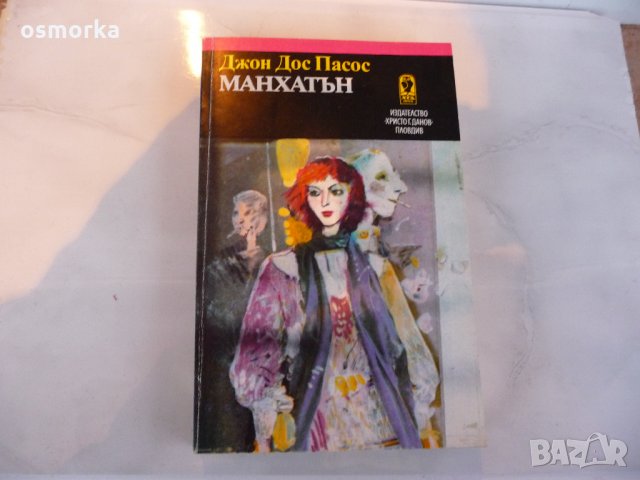 osmorka
Джон Дос Пасос
МАНХАТЪН
ИЗДАТЕЛСТВО
·ХРИСТО Г. ДАНОВ·
ПЛОВДИВ
BAZAR